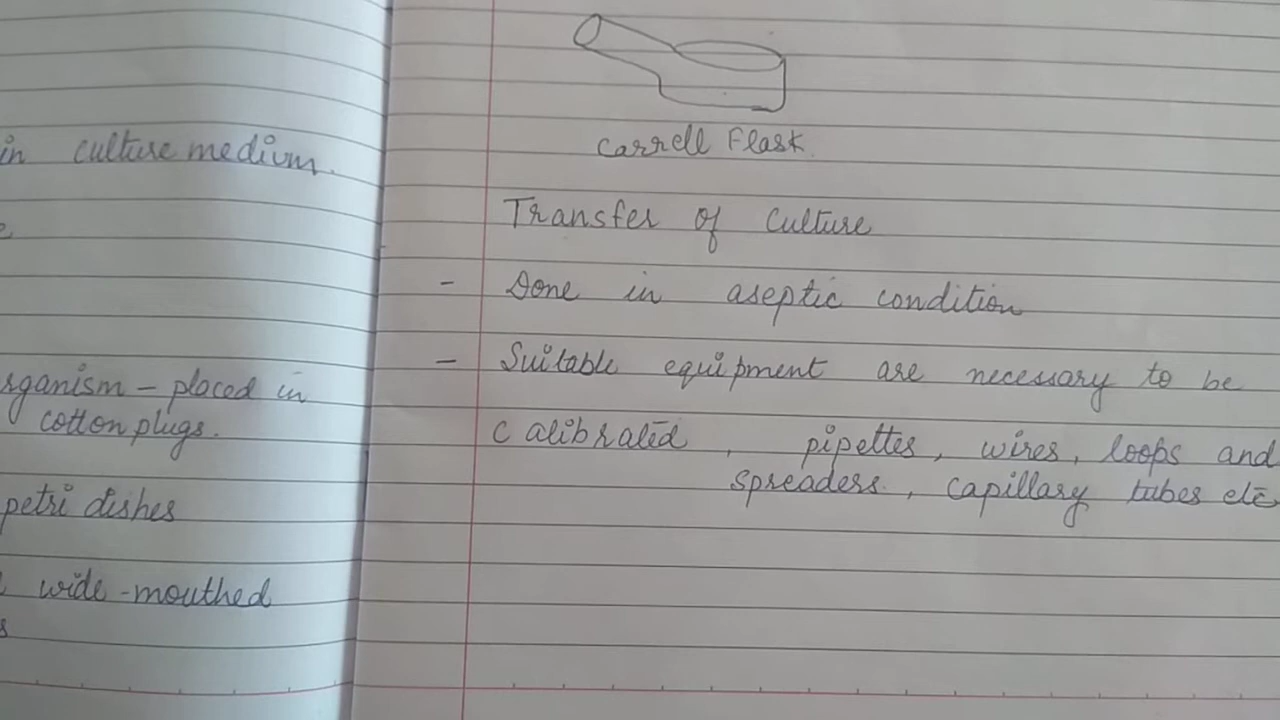 in culture medium.
rganism – placed in
cotton plugs.
petri dishes
wide-mouthed
Carrell Flask.
Transfer of Culture
- Done in aseptic condition
- Suitable equipment are necessary to be
Calibrated, pipettes, wires, loops and
spreaders, capillary tubes etc